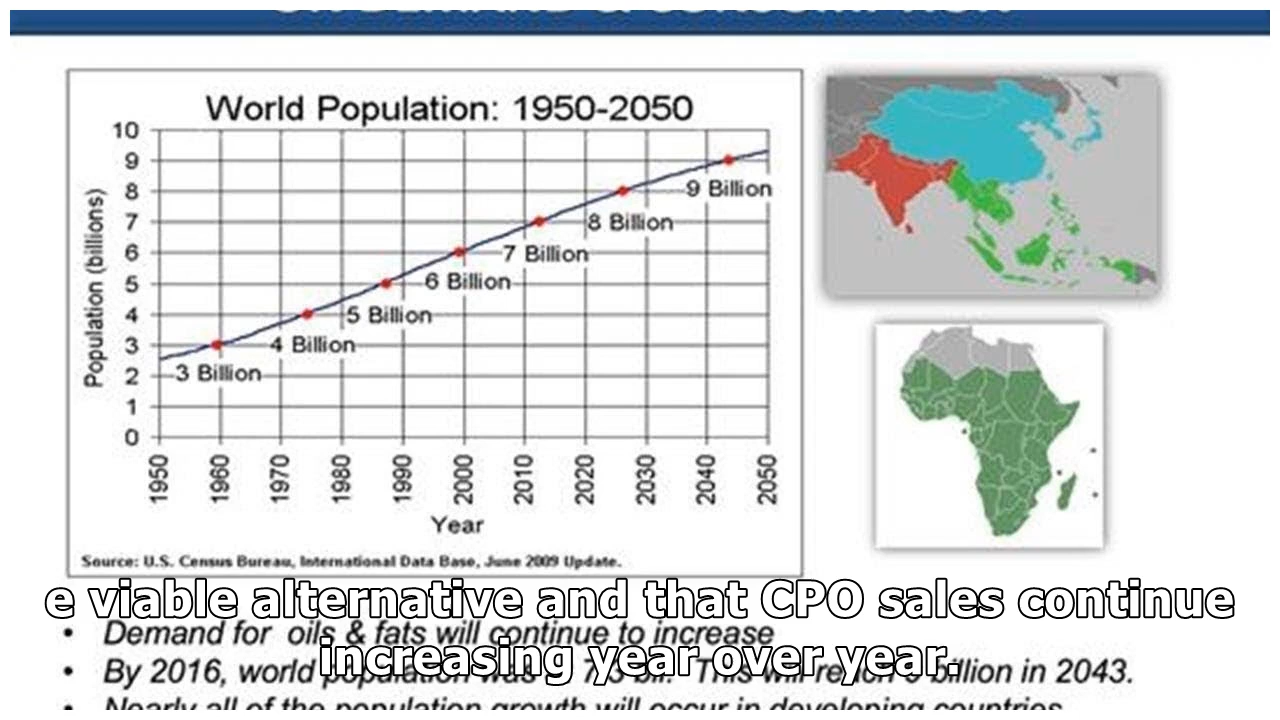 World Population: 1950-2050
Population (billions)
10
9
8
7
6
5
4
3
2
1
0
9 Billion
8 Billion
7 Billion
6 Billion
5 Billion
4 Billion
3 Billion
1950
1960
1970
1980
1990
2000
2010
2020
2030
2040
2050
Year
Source: U.S. Census Bureau, International Data Base, June 2009 Update.
e viable alternative and that CPO sales continue
increasing year over year.
• Demand for oils & fats will continue to increase
• By 2016, world population was 7.3 bil. This will reach 9 billion in 2043.
• Nearly all of the population growth will occur in developing countries